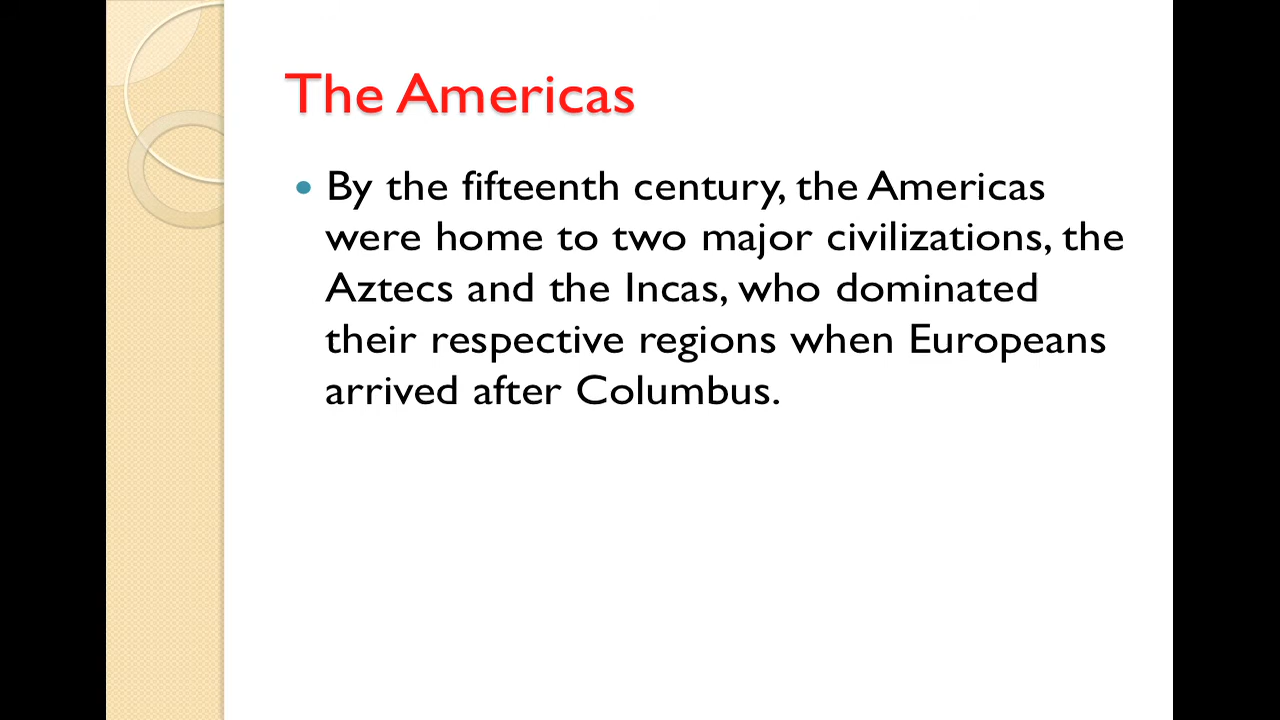 The Americas
• By the fifteenth century, the Americas
were home to two major civilizations, the
Aztecs and the Incas, who dominated
their respective regions when Europeans
arrived after Columbus.